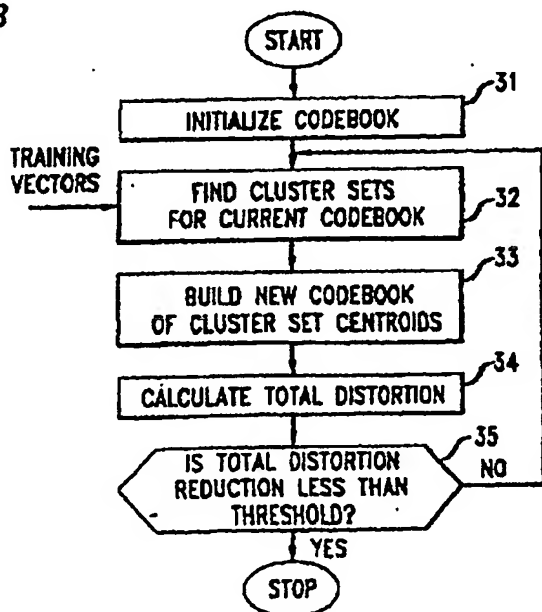 3
START
31
INITIALIZE CODEBOOK
TRAINING
VECTORS
FIND CLUSTER SETS
FOR CURRENT CODEBOOK
32
33
BUILD NEW CODEBOOK
OF CLUSTER SET CENTROIDS
34
CALCULATE TOTAL DISTORTION
35
IS TOTAL DISTORTION
REDUCTION LESS THAN
THRESHOLD?
NO
YES
STOP